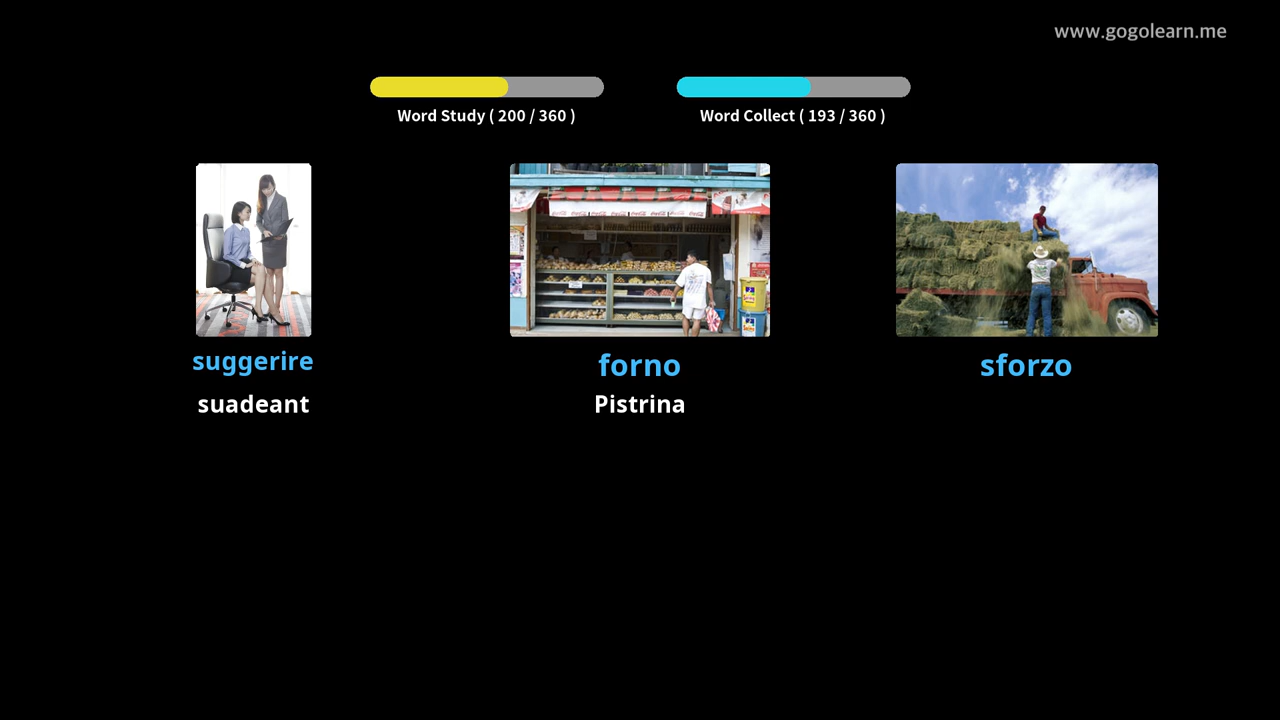 www.gogolearn.me
Word Study ( 200 / 360 )
Word Collect ( 193 / 360 )
suggerire
forno
sforzo
suadeant
Pistrina